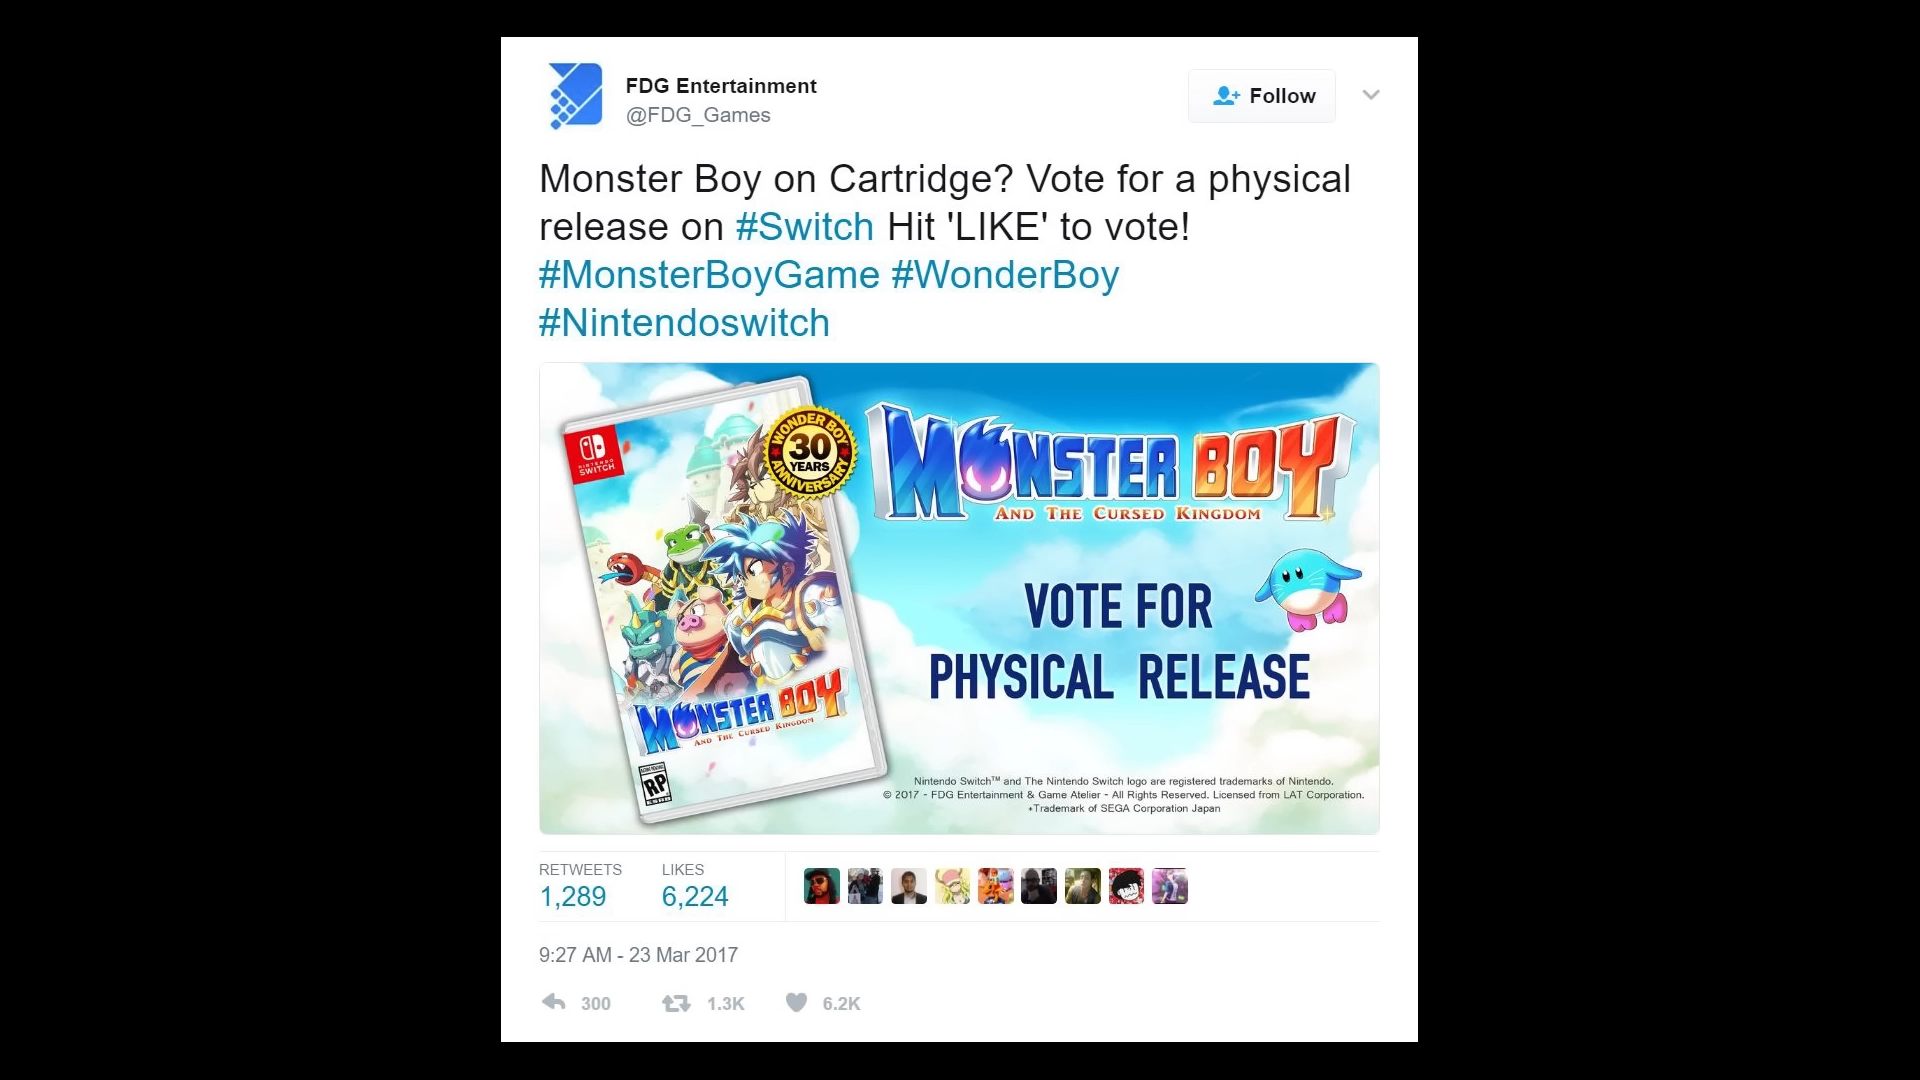 FDG Entertainment
@FDG_Games
Follow
Monster Boy on Cartridge? Vote for a physical
release on #Switch Hit 'LIKE' to vote!
#MonsterBoyGame #WonderBoy
#Nintendoswitch
NINTENDO
SWITCH
WONDER BOY
30
YEARS
ANNIVERSARY
MONSTER BOY
AND THE CURSED KINGDOM
RP
ESRB
MONSTER BOY
AND THE CURSED KINGDOM
VOTE FOR
PHYSICAL RELEASE
Nintendo Switch™ and The Nintendo Switch logo are registered trademarks of Nintendo.
© 2017 - FDG Entertainment & Game Atelier - All Rights Reserved. Licensed from LAT Corporation.
*Trademark of SEGA Corporation Japan
RETWEETS LIKES
1,289 6,224
9:27 AM - 23 Mar 2017
300 1.3K 6.2K